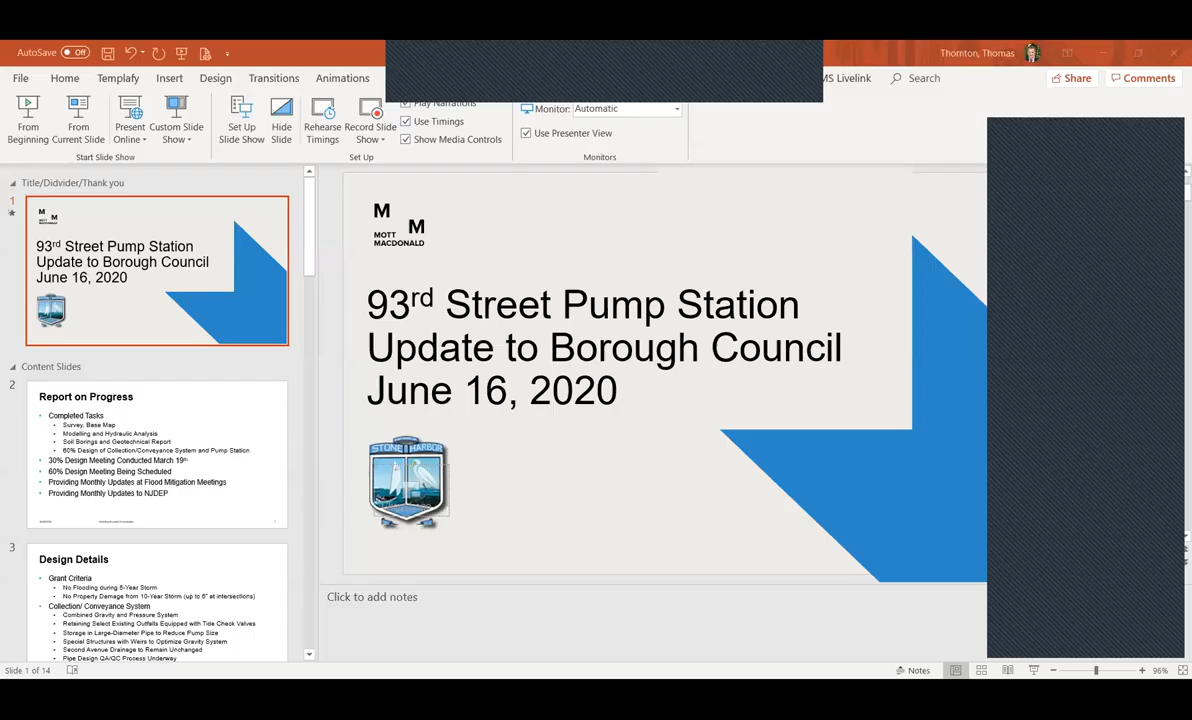 AutoSave Off
Thornton, Thomas
File Home Templafy Insert Design Transitions Animations
MS Livelink Search Share Comments
From Beginning
From Current Slide
Present Online
Custom Slide Show
Start Slide Show
Set Up Slide Show
Hide Slide
Rehearse Timings
Record Slide Show
Play Narrations
Use Timings
Show Media Controls
Set Up
Monitor: Automatic
Use Presenter View
Monitors
Title/Didvider/Thank you
1
M M
MOTT
MACDONALD
93rd Street Pump Station
Update to Borough Council
June 16, 2020
Content Slides
2
Report on Progress
Completed Tasks
Survey, Base Map
Modelling and Hydraulic Analysis
Soil Borings and Geotechnical Report
60% Design of Collection/Conveyance System and Pump Station
30% Design Meeting Conducted March 19th
60% Design Meeting Being Scheduled
Providing Monthly Updates at Flood Mitigation Meetings
Providing Monthly Updates to NJDEP
3
Design Details
Grant Criteria
No Flooding during 5-Year Storm
No Property Damage from 10-Year Storm (up to 6" at intersections)
Collection/ Conveyance System
Combined Gravity and Pressure System
Retaining Select Existing Outfalls Equipped with Tide Check Valves
Storage in Large-Diameter Pipe to Reduce Pump Size
Special Structures with Weirs to Optimize Gravity System
Second Avenue Drainage to Remain Unchanged
Pipe Design QA/QC Process Underway
M
M
MOTT
MACDONALD
93rd Street Pump Station
Update to Borough Council
June 16, 2020
STONE HARBOR
Click to add notes
Slide 1 of 14
Notes
96%